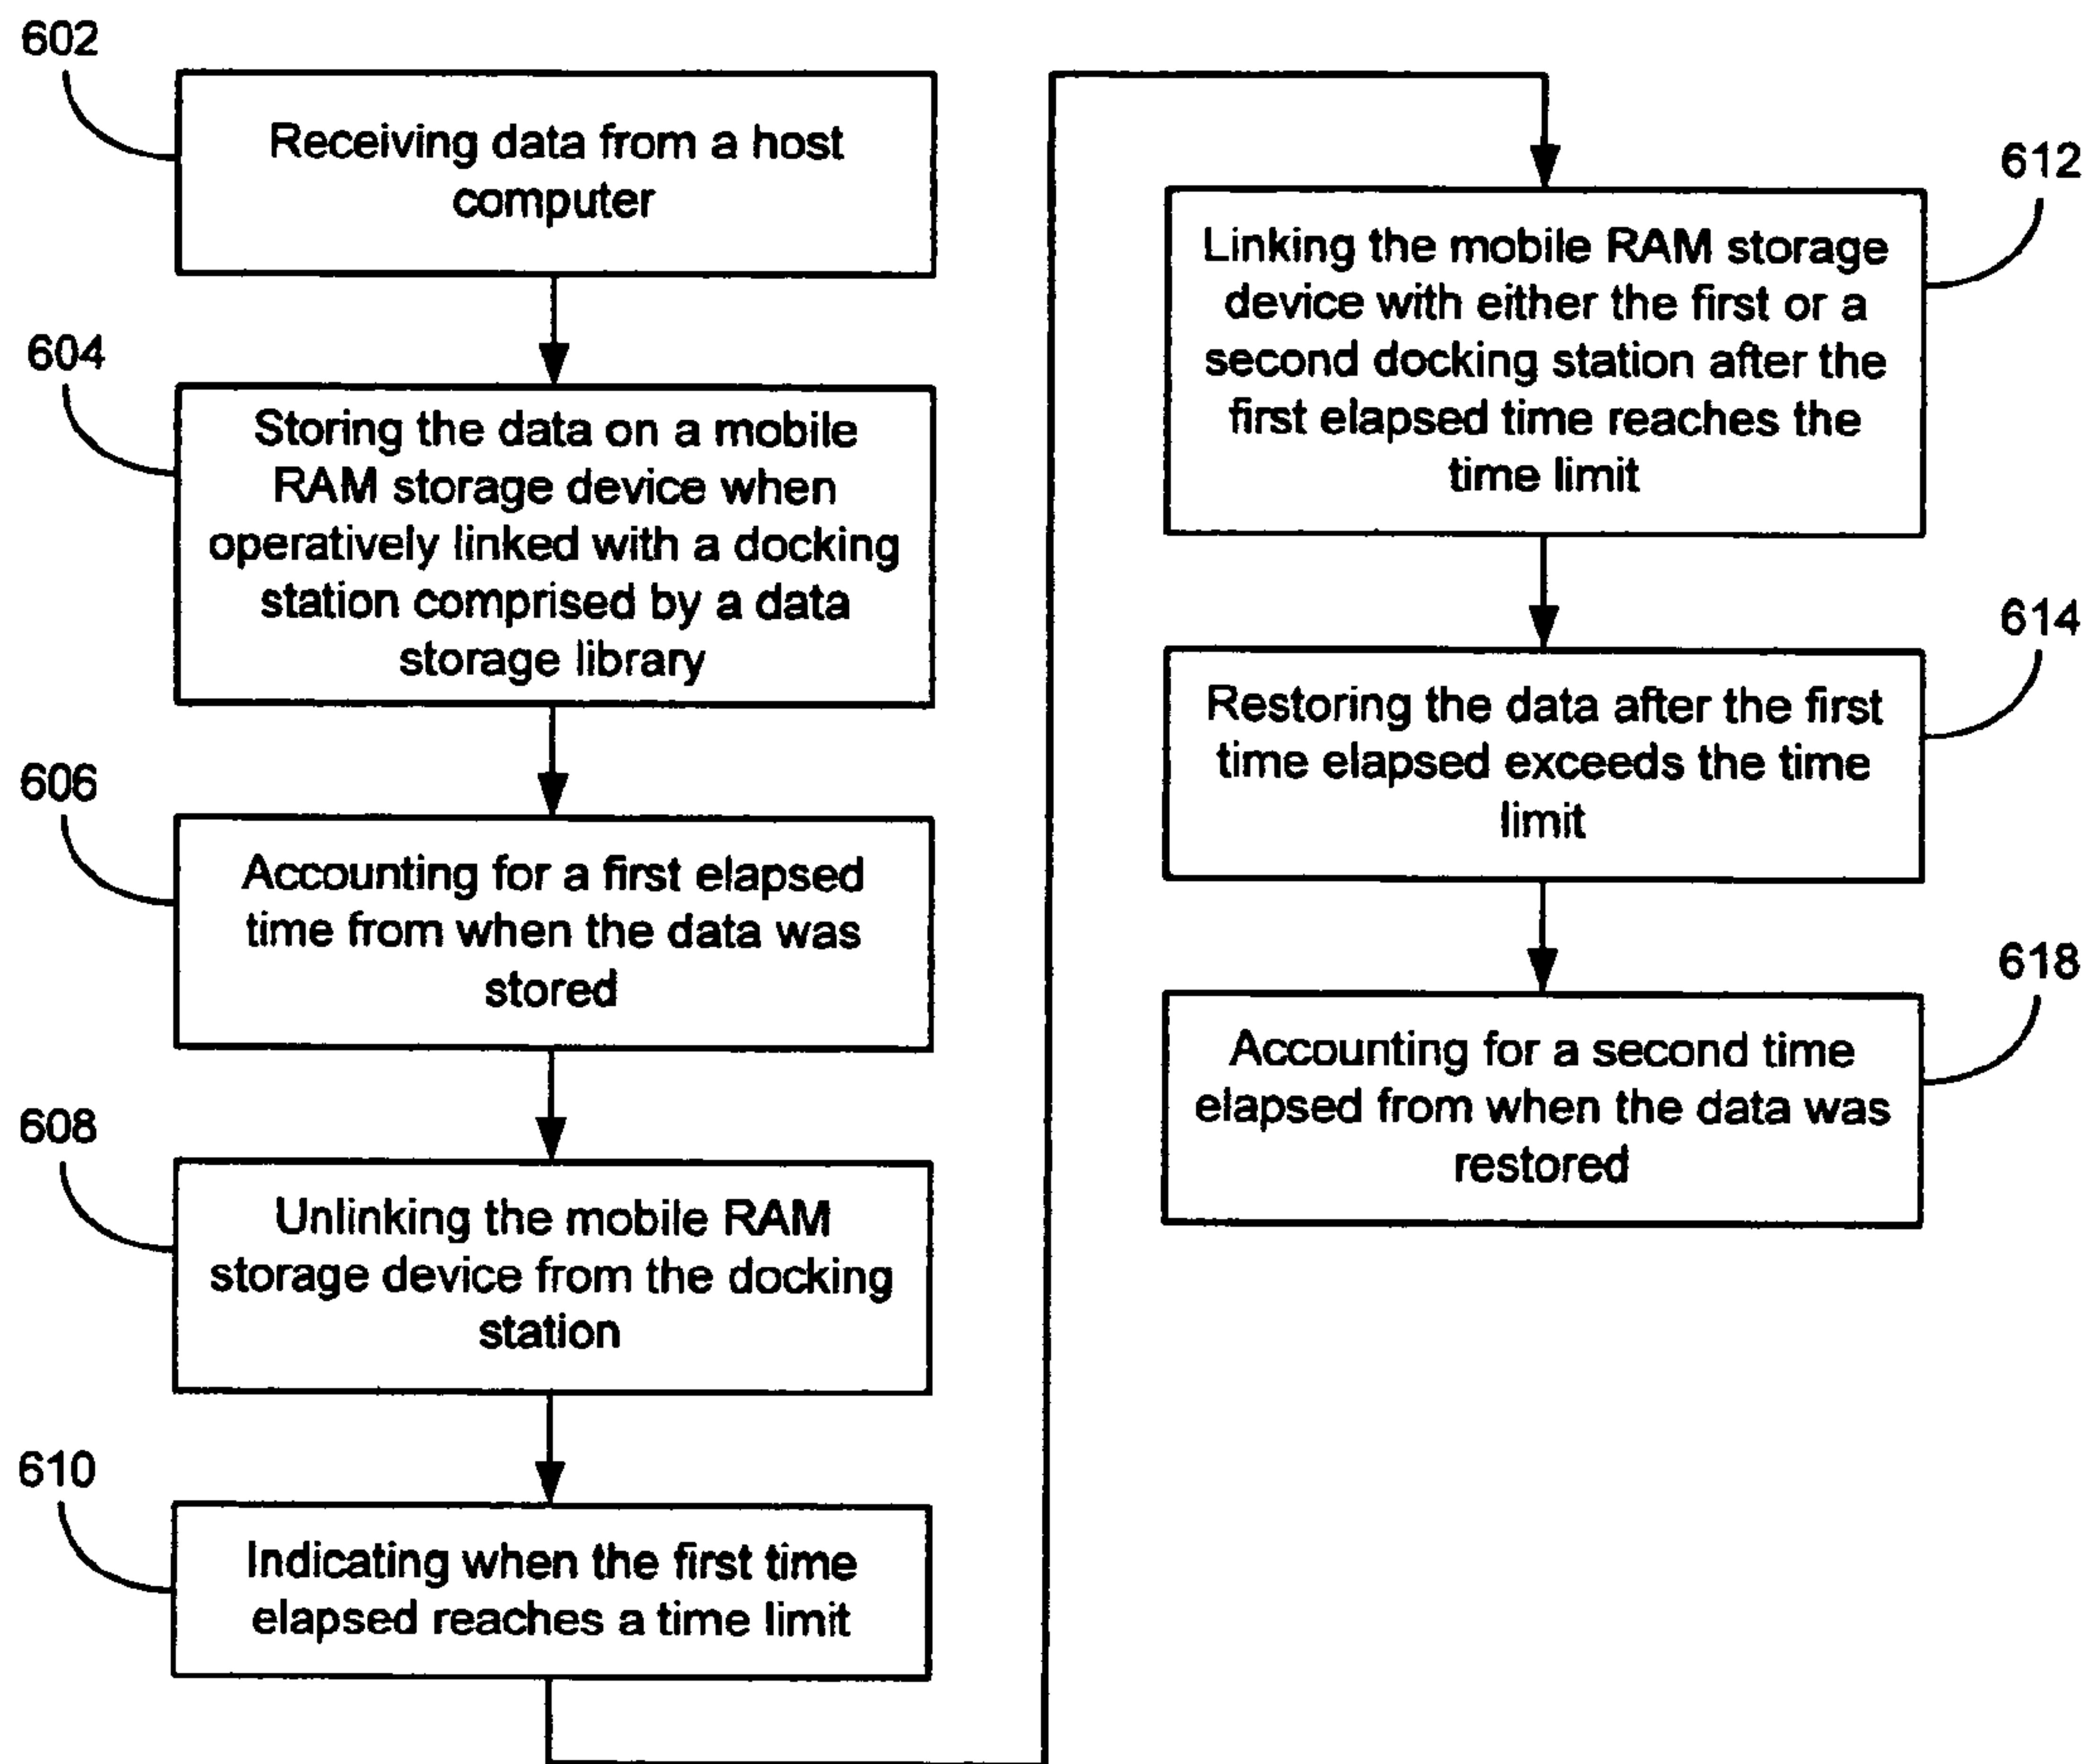 602
Receiving data from a host
computer
604
Storing the data on a mobile
RAM storage device when
operatively linked with a docking
station comprised by a data
storage library
606
Accounting for a first elapsed
time from when the data was
stored
608
Unlinking the mobile RAM
storage device from the docking
station
610
Indicating when the first time
elapsed reaches a time limit
612
Linking the mobile RAM storage
device with either the first or a
second docking station after the
first elapsed time reaches the
time limit
614
Restoring the data after the first
time elapsed exceeds the time
limit
618
Accounting for a second time
elapsed from when the data was
restored